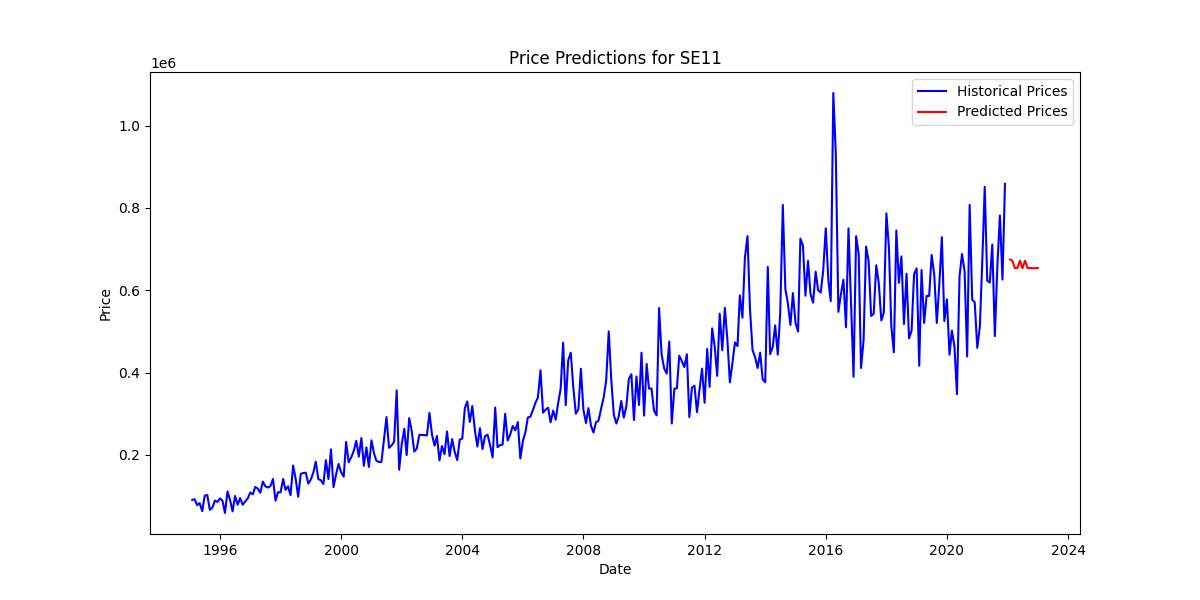 Price Predictions for SE11
1e6
Historical Prices
Predicted Prices
1.0
0.8
0.6
0.4
0.2
Price
1996 2000 2004 2008 2012 2016 2020 2024
Date